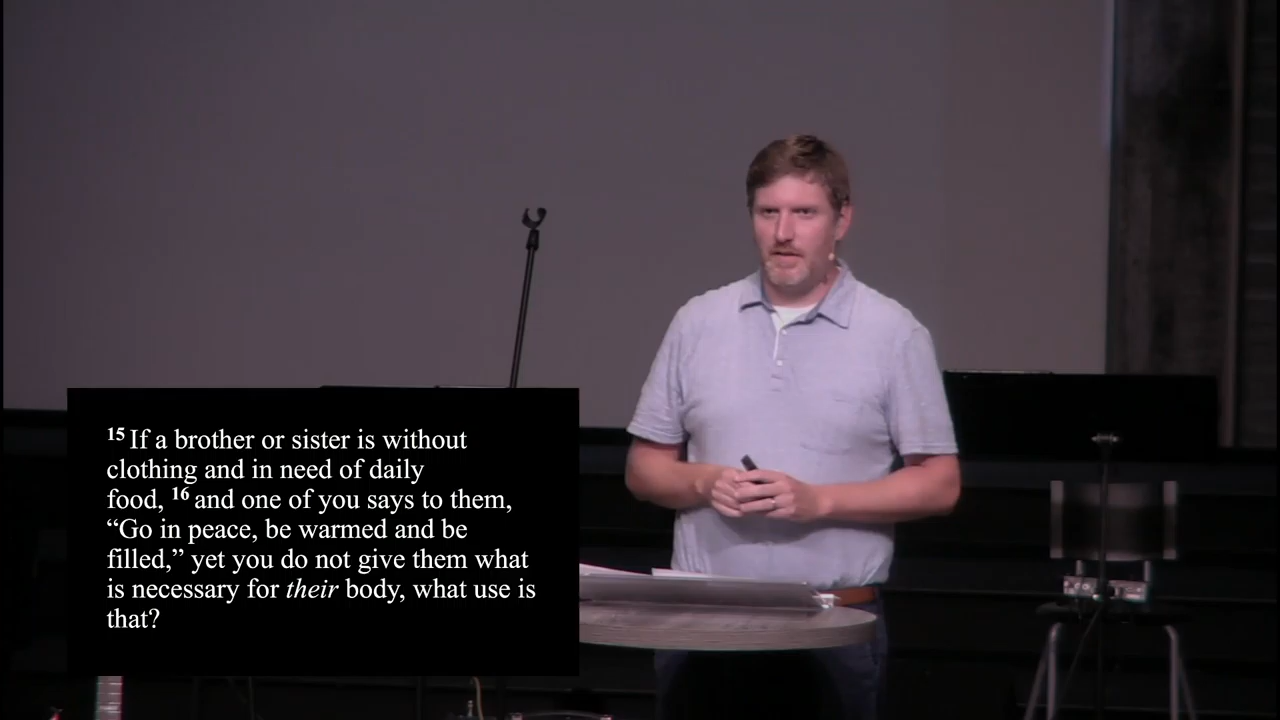 15 If a brother or sister is without
clothing and in need of daily
food, 16 and one of you says to them,
“Go in peace, be warmed and be
filled,” yet you do not give them what
is necessary for their body, what use is
that?